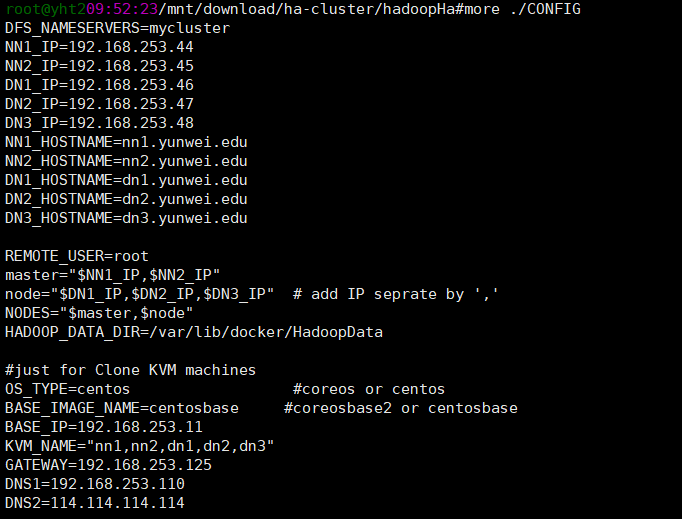 root@yht209:52:23/mnt/download/ha-cluster/hadoopHa#more ./CONFIG
DFS_NAMESERVERS=mycluster
NN1_IP=192.168.253.44
NN2_IP=192.168.253.45
DN1_IP=192.168.253.46
DN2_IP=192.168.253.47
DN3_IP=192.168.253.48
NN1_HOSTNAME=nn1.yunwei.edu
NN2_HOSTNAME=nn2.yunwei.edu
DN1_HOSTNAME=dn1.yunwei.edu
DN2_HOSTNAME=dn2.yunwei.edu
DN3_HOSTNAME=dn3.yunwei.edu

REMOTE_USER=root
master="$NN1_IP,$NN2_IP"
node="$DN1_IP,$DN2_IP,$DN3_IP"  # add IP seprate by ','
NODES="$master,$node"
HADOOP_DATA_DIR=/var/lib/docker/HadoopData

#just for Clone KVM machines
OS_TYPE=centos                  #coreos or centos
BASE_IMAGE_NAME=centosbase     #coreosbase2 or centosbase
BASE_IP=192.168.253.11
KVM_NAME="nn1,nn2,dn1,dn2,dn3"
GATEWAY=192.168.253.125
DNS1=192.168.253.110
DNS2=114.114.114.114